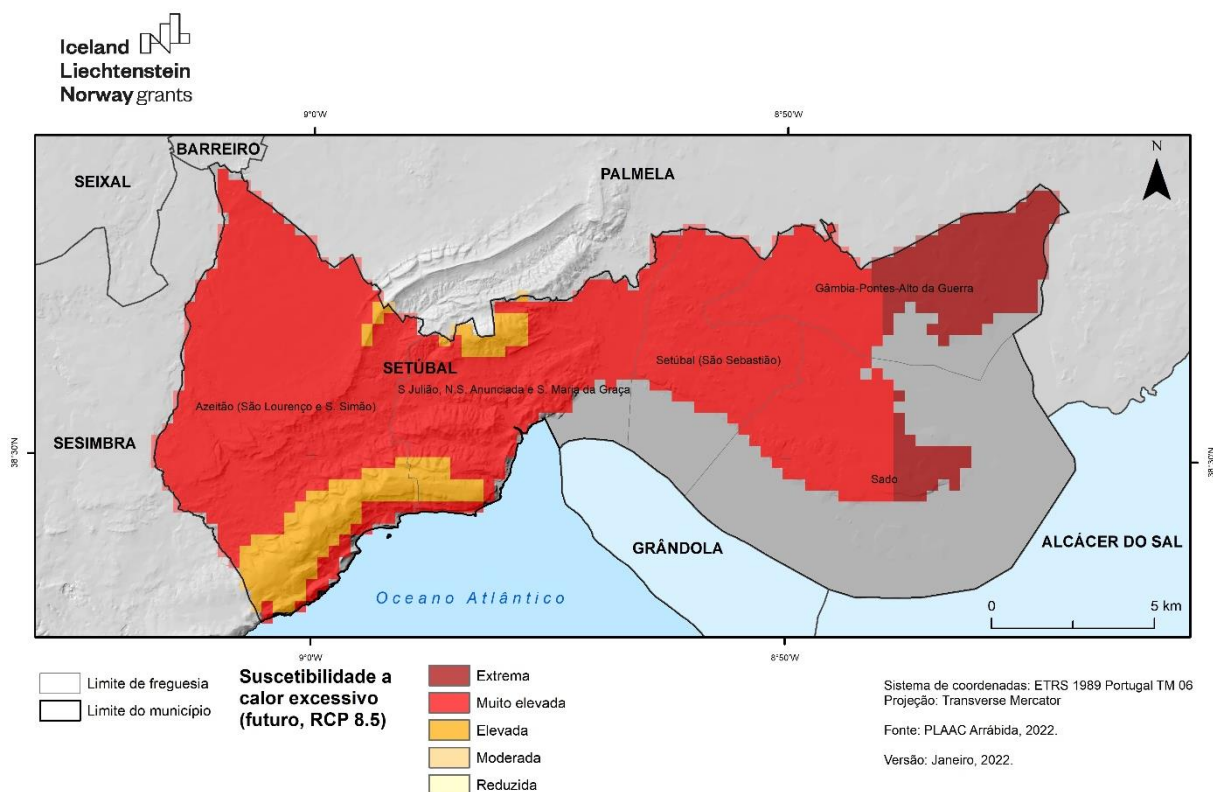 Iceland
Liechtenstein
Norway grants
9°0'W
8°50'W
BARREIRO
SEIXAL
PALMELA
N
Gâmbia-Pontes-Alto da Guerra
SETÚBAL
Setúbal (São Sebastião)
S Julião, N.S. Anunciada e S. Maria da Graça
Azeitão (São Lourenço e S. Simão)
SESIMBRA
38°30'N
38°30'N
Sado
GRÂNDOLA
ALCÁCER DO SAL
Oceano Atlântico
0 5 km
9°0'W
8°50'W
Limite de freguesia
Limite do município
Suscetibilidade a
calor excessivo
(futuro, RCP 8.5)
Extrema
Muito elevada
Elevada
Moderada
Reduzida
Sistema de coordenadas: ETRS 1989 Portugal TM 06
Projeção: Transverse Mercator
Fonte: PLAAC Arrábida, 2022.
Versão: Janeiro, 2022.